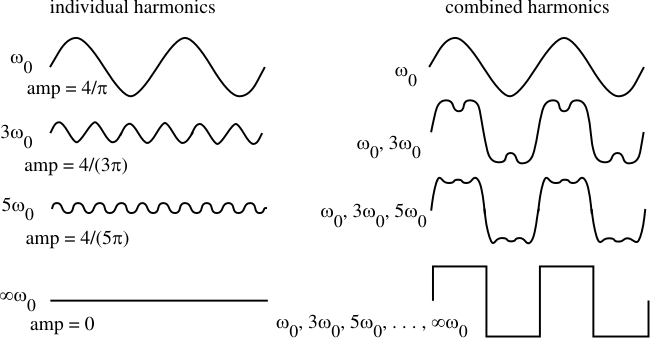 individual harmonics
ω0
amp = 4/π
3ω0
amp = 4/(3π)
5ω0
amp = 4/(5π)
∞ω0
amp = 0
combined harmonics
ω0
ω0, 3ω0
ω0, 3ω0, 5ω0
ω0, 3ω0, 5ω0, . . . , ∞ω0